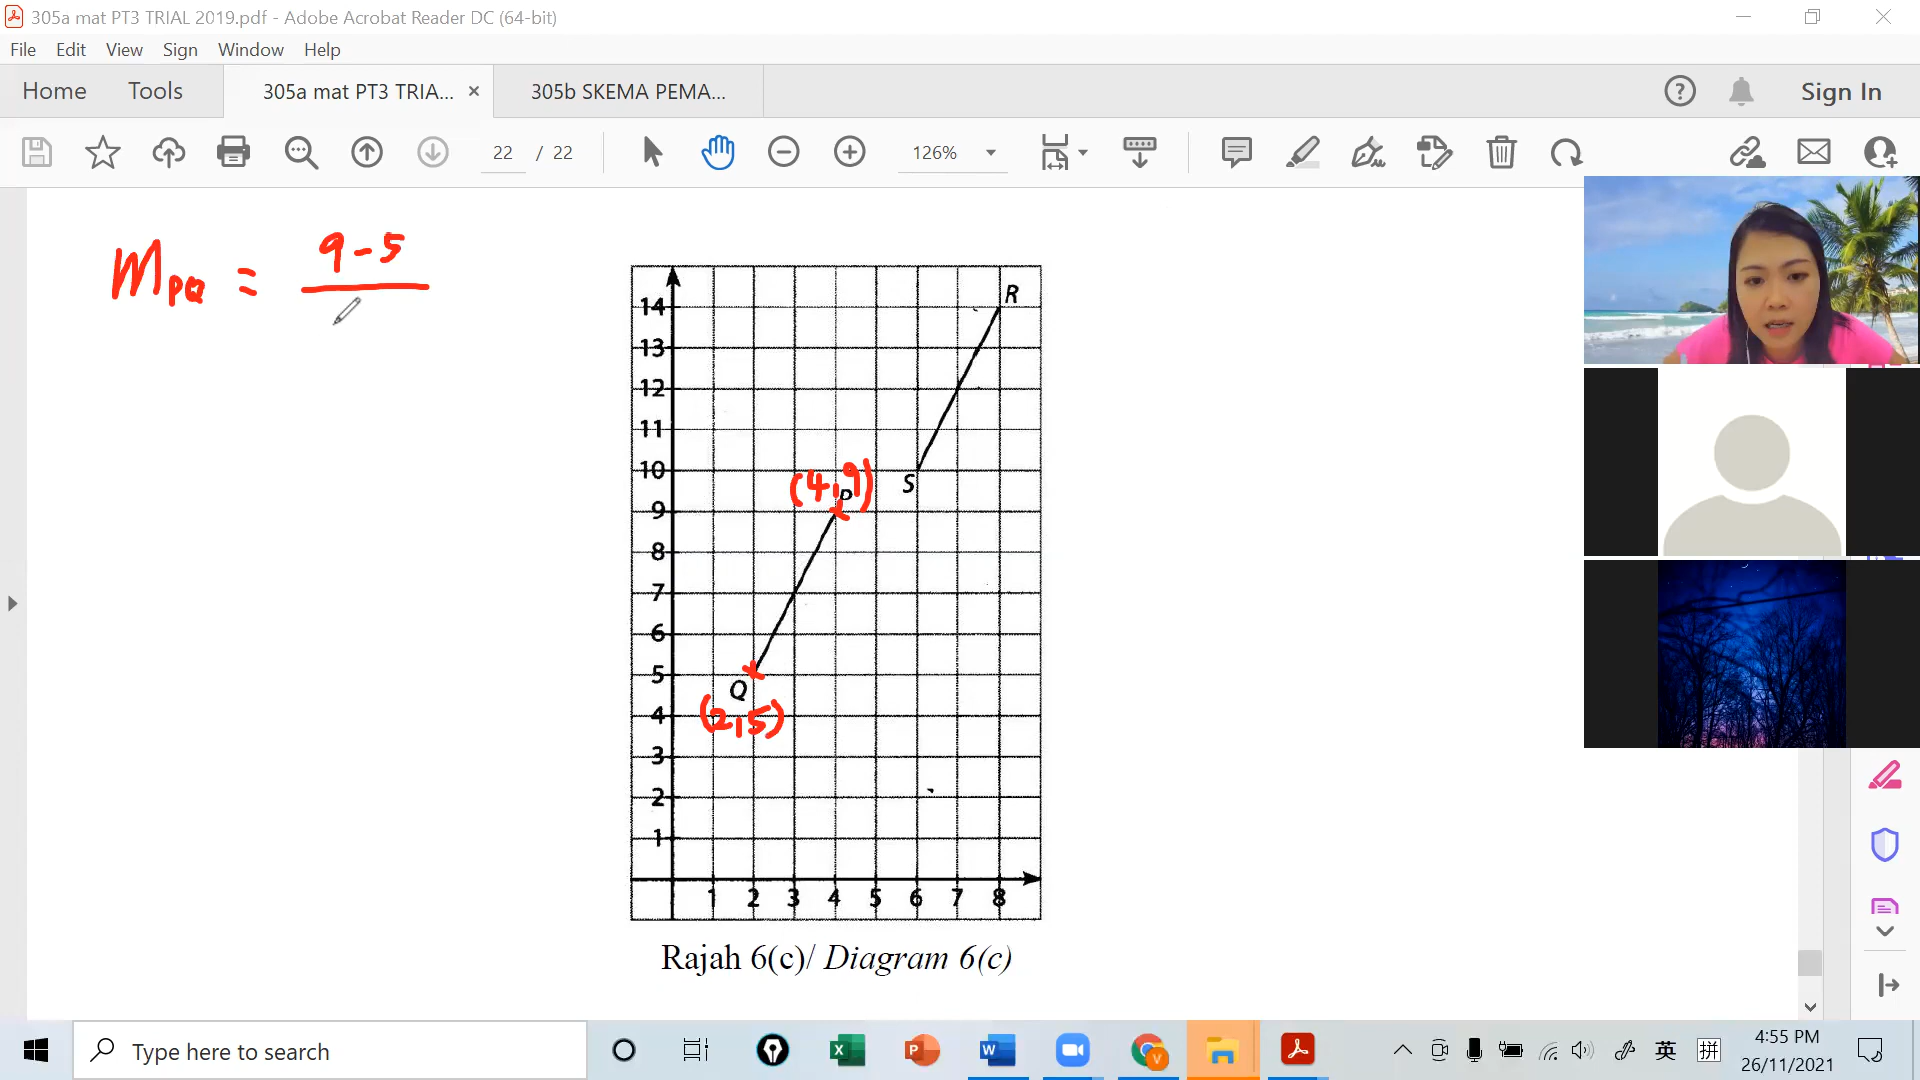 305a mat PT3 TRIAL 2019.pdf - Adobe Acrobat Reader DC (64-bit)
File Edit View Sign Window Help
Home Tools 305a mat PT3 TRIA... × 305b SKEMA PEMA... Sign In
22 / 22 126%
M_PQ = (9-5)/
R
14
13
12
11
10
(4,9)
P
S
9
8
7
6
5
Q
(2,5)
4
3
2
1
1 2 3 4 5 6 7 8
Rajah 6(c)/ Diagram 6(c)
Type here to search
英 拼
4:55 PM
26/11/2021